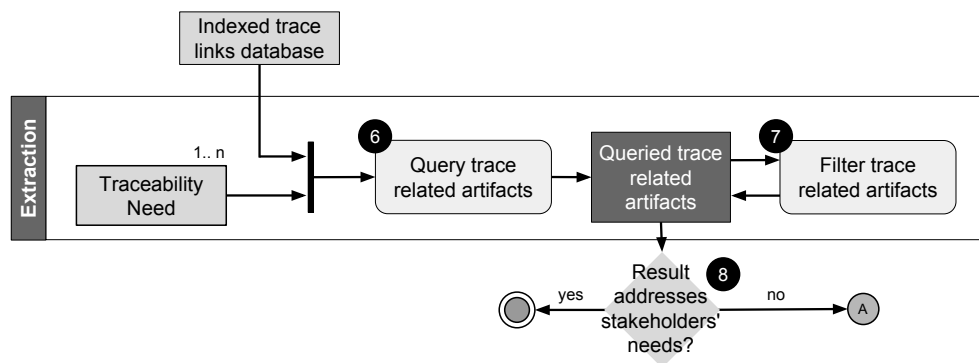 Indexed trace
links database
Extraction
1.. n
Traceability
Need
6
Query trace
related artifacts
Queried trace
related
artifacts
7
Filter trace
related artifacts
8
Result
addresses
stakeholders'
needs?
yes
no
A